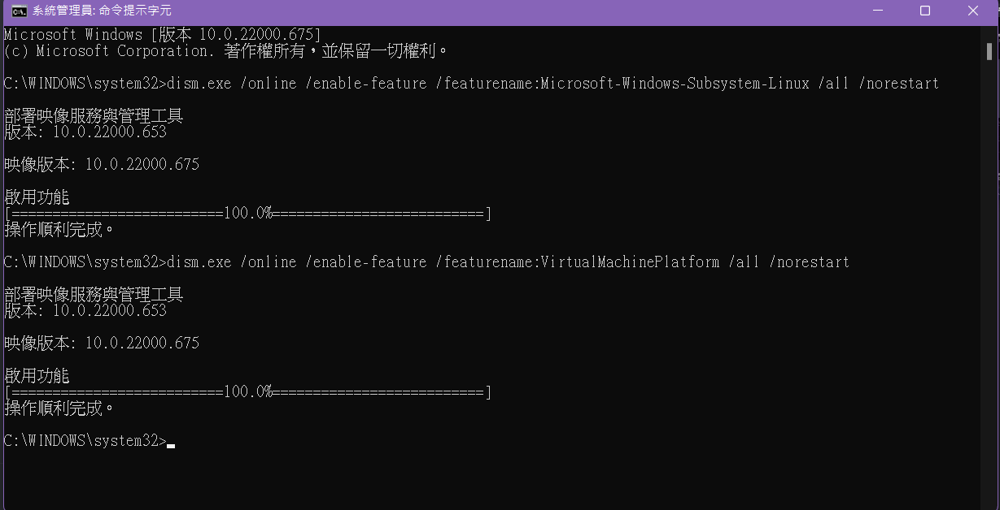 系統管理員: 命令提示字元
Microsoft Windows [版本 10.0.22000.675]
(c) Microsoft Corporation. 著作權所有，並保留一切權利。
C:\WINDOWS\system32>dism.exe /online /enable-feature /featurename:Microsoft-Windows-Subsystem-Linux /all /norestart
部署映像服務與管理工具
版本: 10.0.22000.653
映像版本: 10.0.22000.675
啟用功能
[==========================100.0%==========================]
操作順利完成。
C:\WINDOWS\system32>dism.exe /online /enable-feature /featurename:VirtualMachinePlatform /all /norestart
部署映像服務與管理工具
版本: 10.0.22000.653
映像版本: 10.0.22000.675
啟用功能
[==========================100.0%==========================]
操作順利完成。
C:\WINDOWS\system32>